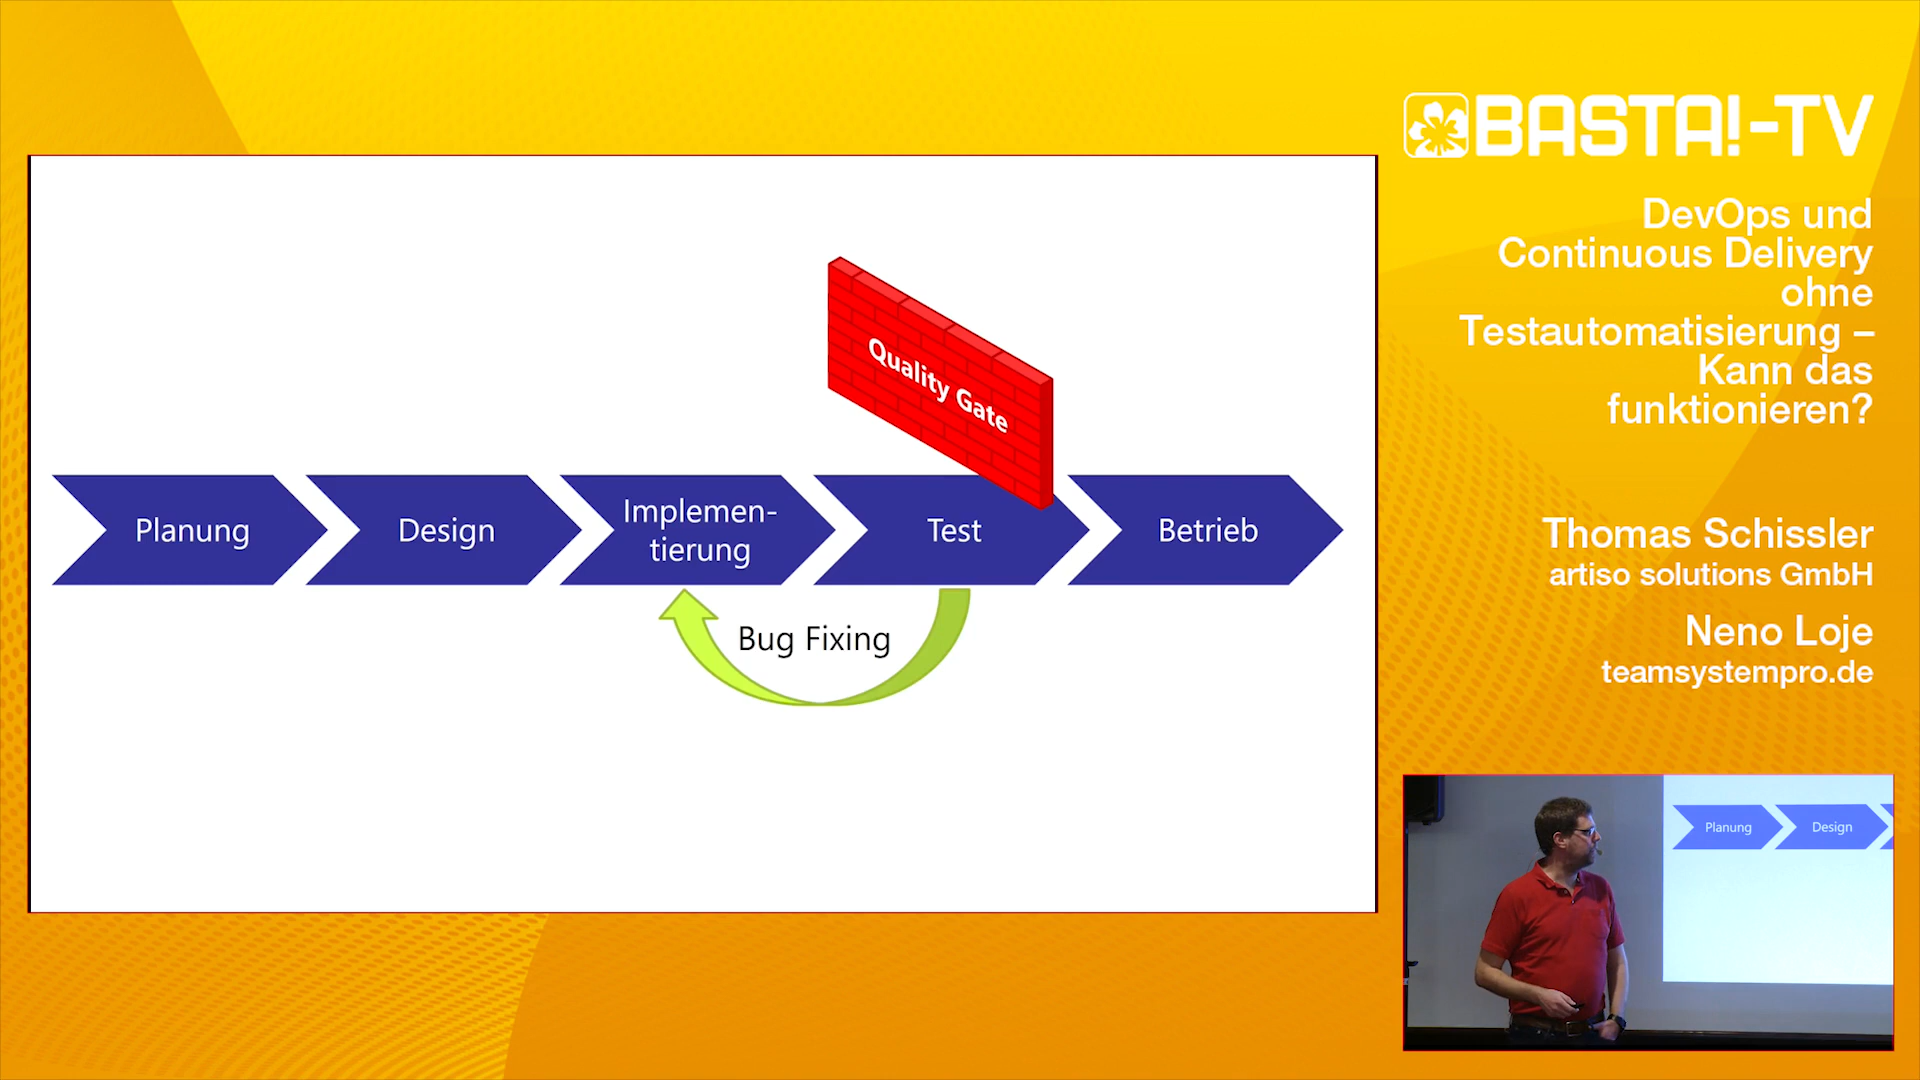 Quality Gate
Planung
Design
Implemen-
tierung
Test
Betrieb
Bug Fixing
BASTA!-TV
DevOps und
Continuous Delivery
ohne
Testautomatisierung –
Kann das
funktionieren?
Thomas Schissler
artiso solutions GmbH
Neno Loje
teamsystempro.de
Planung
Design